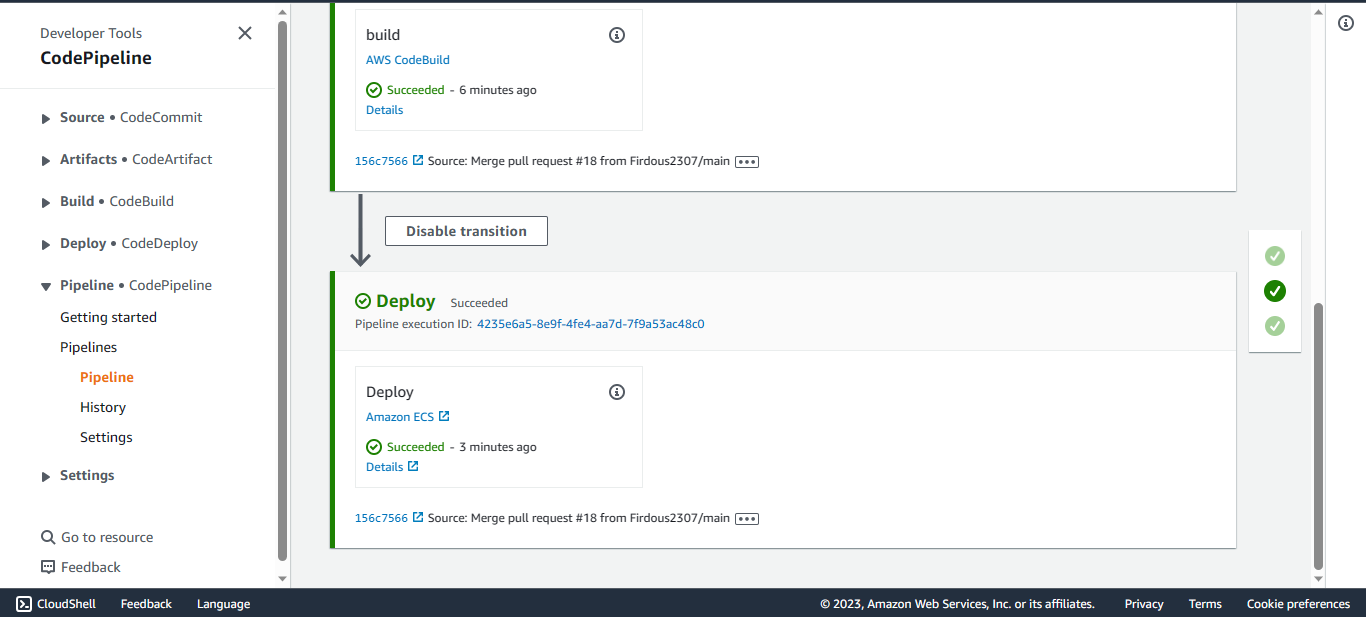 Developer Tools
CodePipeline
Source • CodeCommit
Artifacts • CodeArtifact
Build • CodeBuild
Deploy • CodeDeploy
Pipeline • CodePipeline
Getting started
Pipelines
Pipeline
History
Settings
Settings
Go to resource
Feedback
build
AWS CodeBuild
Succeeded - 6 minutes ago
Details
156c7566 Source: Merge pull request #18 from Firdous2307/main
Disable transition
Deploy Succeeded
Pipeline execution ID: 4235e6a5-8e9f-4fe4-aa7d-7f9a53ac48c0
Deploy
Amazon ECS
Succeeded - 3 minutes ago
Details
156c7566 Source: Merge pull request #18 from Firdous2307/main
CloudShell Feedback Language © 2023, Amazon Web Services, Inc. or its affiliates. Privacy Terms Cookie preferences